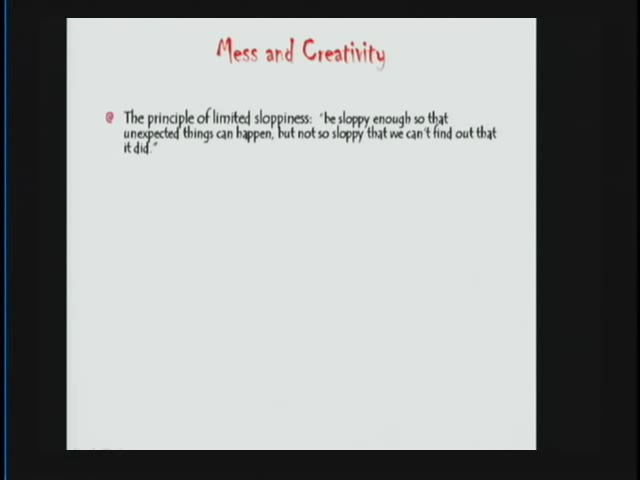 Mess and Creativity
@ The principle of limited sloppiness: "be sloppy enough so that
unexpected things can happen, but not so sloppy that we can't find out that
it did."